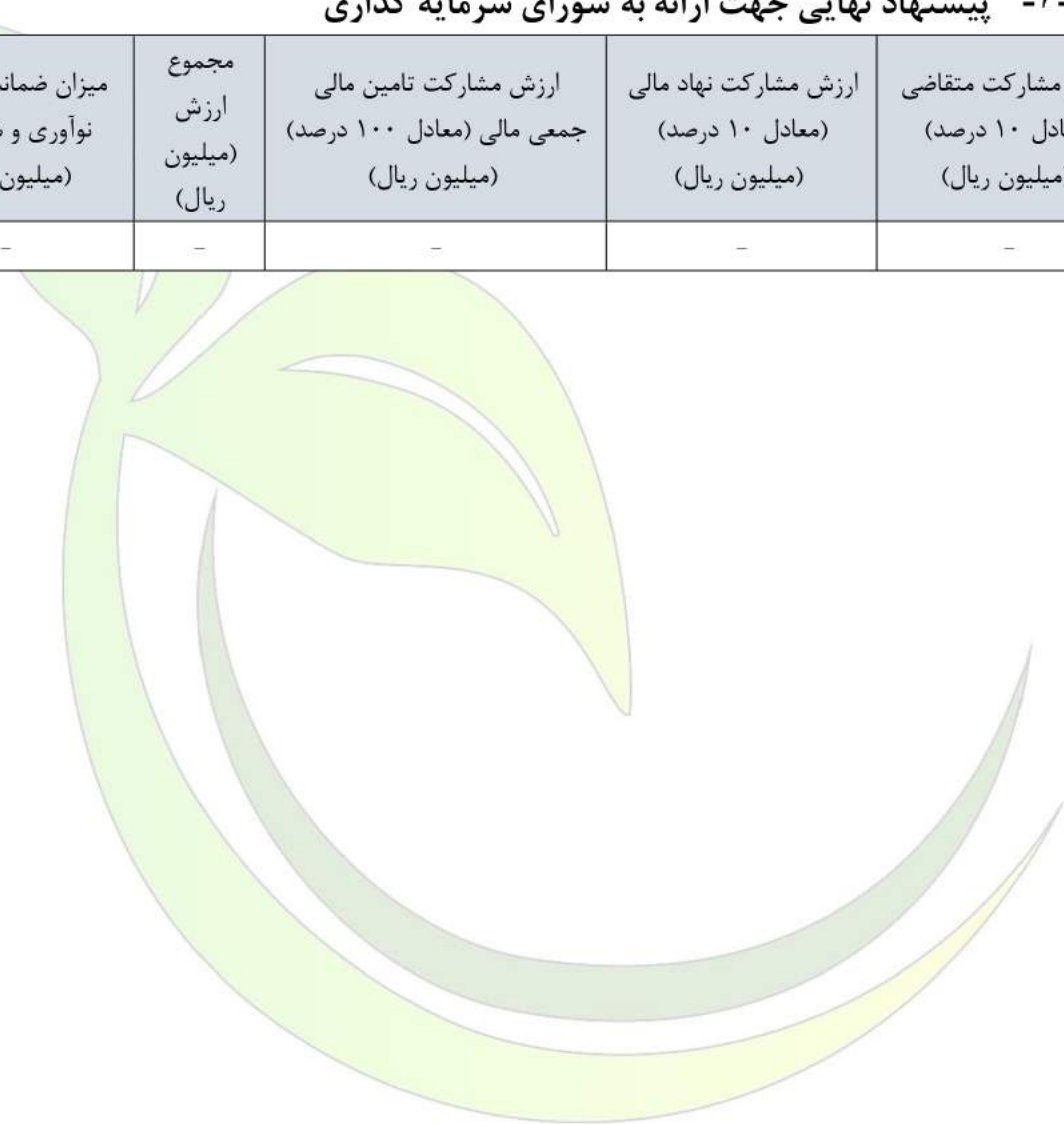 -۲- پیشنهاد نهایی جهت ارائه به شورای سرمایه گذاری
مشارکت متقاضی
۱۰ درصد)
میلیون ریال)
ارزش مشارکت نهاد مالی
(معادل ۱۰ درصد)
(میلیون ریال)
ارزش مشارکت تامین مالی
جمعی مالی (معادل ۱۰۰ درصد)
(میلیون ریال)
مجموع
ارزش
(میلیون
ریال)
میزان
نوآوری و
(میلیون
-
-
-
-
-